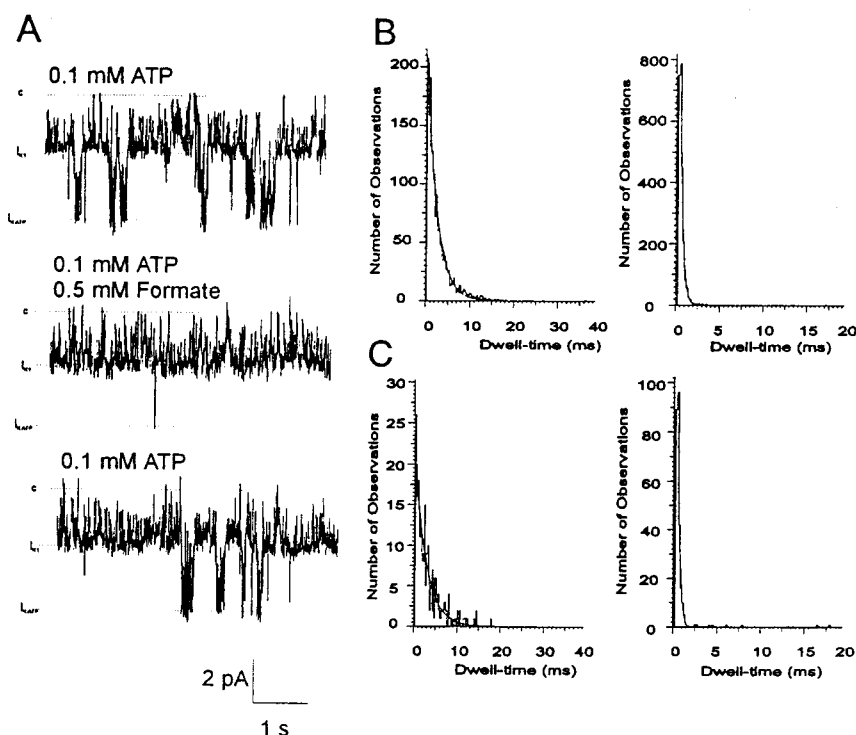 A
0.1 mM ATP
c
0.1 mM ATP
0.5 mM Formate
c
0.1 mM ATP
c
2 pA
1 s
B
Number of Observations
200
150
100
50
0
0 10 20 30 40
Dwell-time (ms)
Number of Observations
800
600
400
200
0
0 5 10 15 20
Dwell-time (ms)
C
Number of Observations
30
25
20
15
10
5
0
0 10 20 30 40
Dwell-time (ms)
Number of Observations
100
80
60
40
20
0
0 5 10 15 20
Dwell-time (ms)